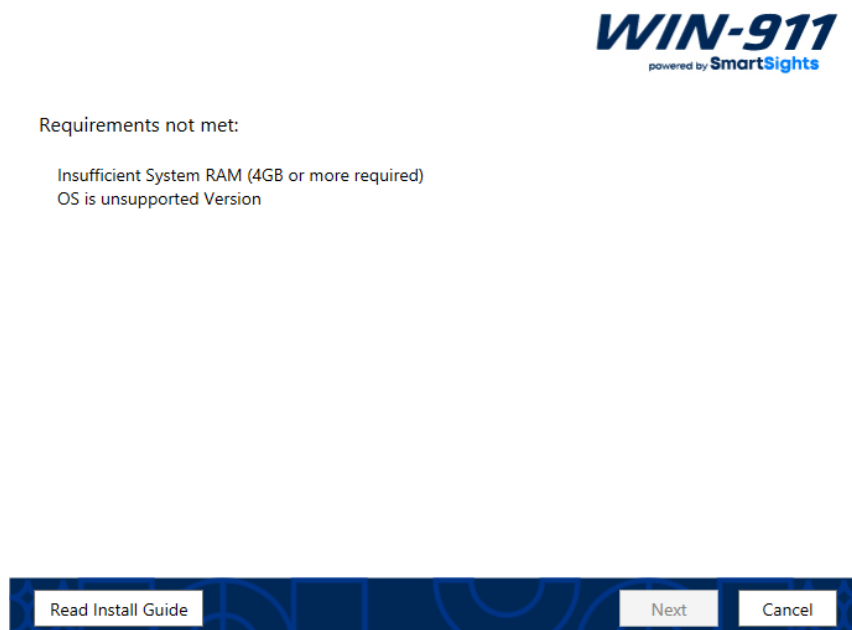 WIN-911
powered by SmartSights
Requirements not met:
Insufficient System RAM (4GB or more required)
OS is unsupported Version
Read Install Guide
Next
Cancel